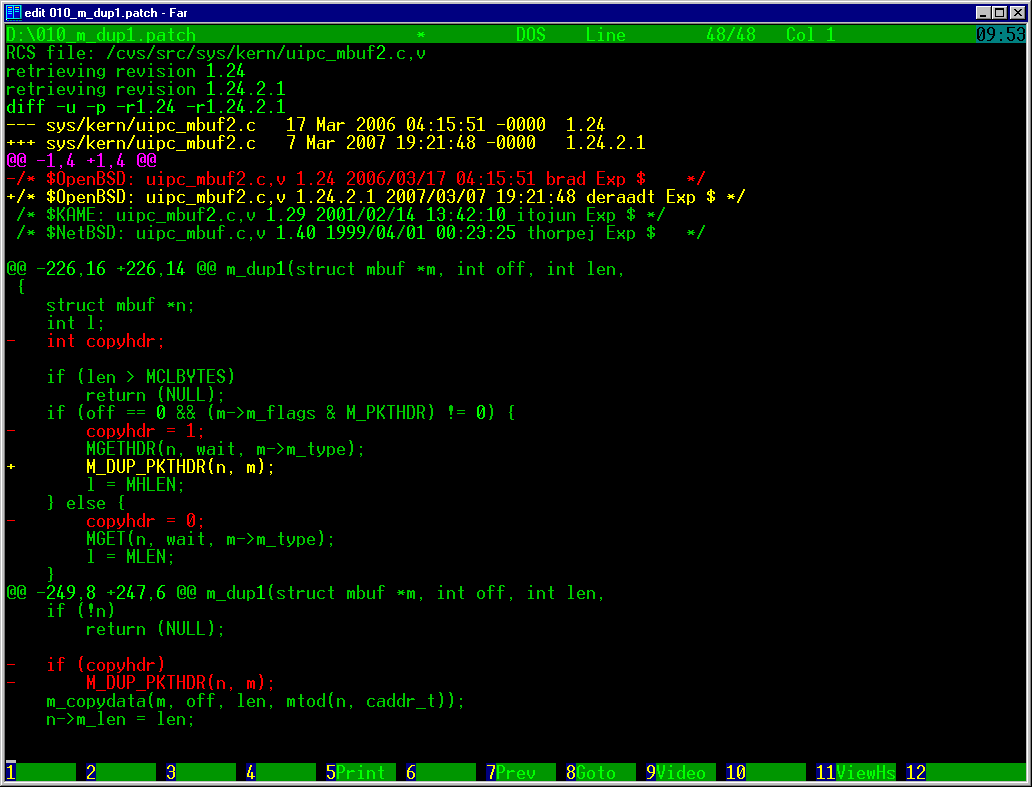 edit 010_m_dup1.patch - Far
D:\010_m_dup1.patch * DOS Line 48/48 Col 1 09:53
RCS file: /cvs/src/sys/kern/uipc_mbuf2.c,v
retrieving revision 1.24
retrieving revision 1.24.2.1
diff -u -p -r1.24 -r1.24.2.1
--- sys/kern/uipc_mbuf2.c   17 Mar 2006 04:15:51 -0000  1.24
+++ sys/kern/uipc_mbuf2.c   7 Mar 2007 19:21:48 -0000   1.24.2.1
@@ -1,4 +1,4 @@
-/* $OpenBSD: uipc_mbuf2.c,v 1.24 2006/03/17 04:15:51 brad Exp $    */
+/* $OpenBSD: uipc_mbuf2.c,v 1.24.2.1 2007/03/07 19:21:48 deraadt Exp $ */
 /* $KAME: uipc_mbuf2.c,v 1.29 2001/02/14 13:42:10 itojun Exp $ */
 /* $NetBSD: uipc_mbuf.c,v 1.40 1999/04/01 00:23:25 thorpej Exp $   */
@@ -226,16 +226,14 @@ m_dup1(struct mbuf *m, int off, int len,
 {
    struct mbuf *n;
    int l;
-   int copyhdr;
    if (len > MCLBYTES)
        return (NULL);
    if (off == 0 && (m->m_flags & M_PKTHDR) != 0) {
-       copyhdr = 1;
        MGETHDR(n, wait, m->m_type);
+       M_DUP_PKTHDR(n, m);
        l = MHLEN;
    } else {
-       copyhdr = 0;
        MGET(n, wait, m->m_type);
        l = MLEN;
    }
@@ -249,8 +247,6 @@ m_dup1(struct mbuf *m, int off, int len,
    if (!n)
        return (NULL);
-   if (copyhdr)
-       M_DUP_PKTHDR(n, m);
    m_copydata(m, off, len, mtod(n, caddr_t));
    n->m_len = len;
1 2 3 4 5Print 6 7Prev 8Goto 9Video 10 11ViewHs 12